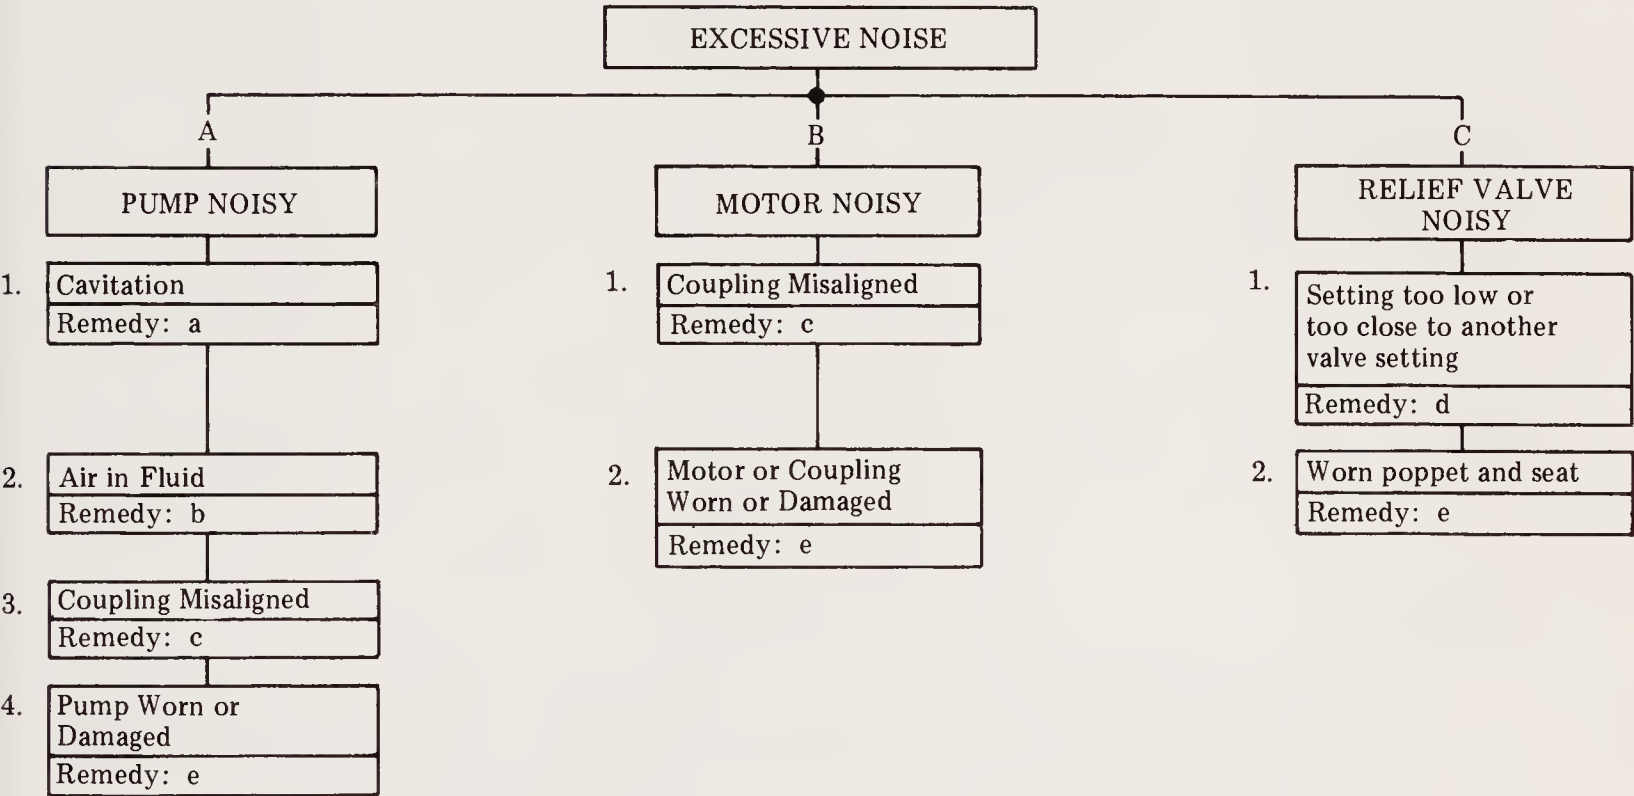 EXCESSIVE NOISE
A
PUMP NOISY
1.
Cavitation
Remedy: a
2.
Air in Fluid
Remedy: b
3.
Coupling Misaligned
Remedy: c
4.
Pump Worn or
Damaged
Remedy: e
B
MOTOR NOISY
1.
Coupling Misaligned
Remedy: c
2.
Motor or Coupling
Worn or Damaged
Remedy: e
C
RELIEF VALVE
NOISY
1.
Setting too low or
too close to another
valve setting
Remedy: d
2.
Worn poppet and seat
Remedy: e